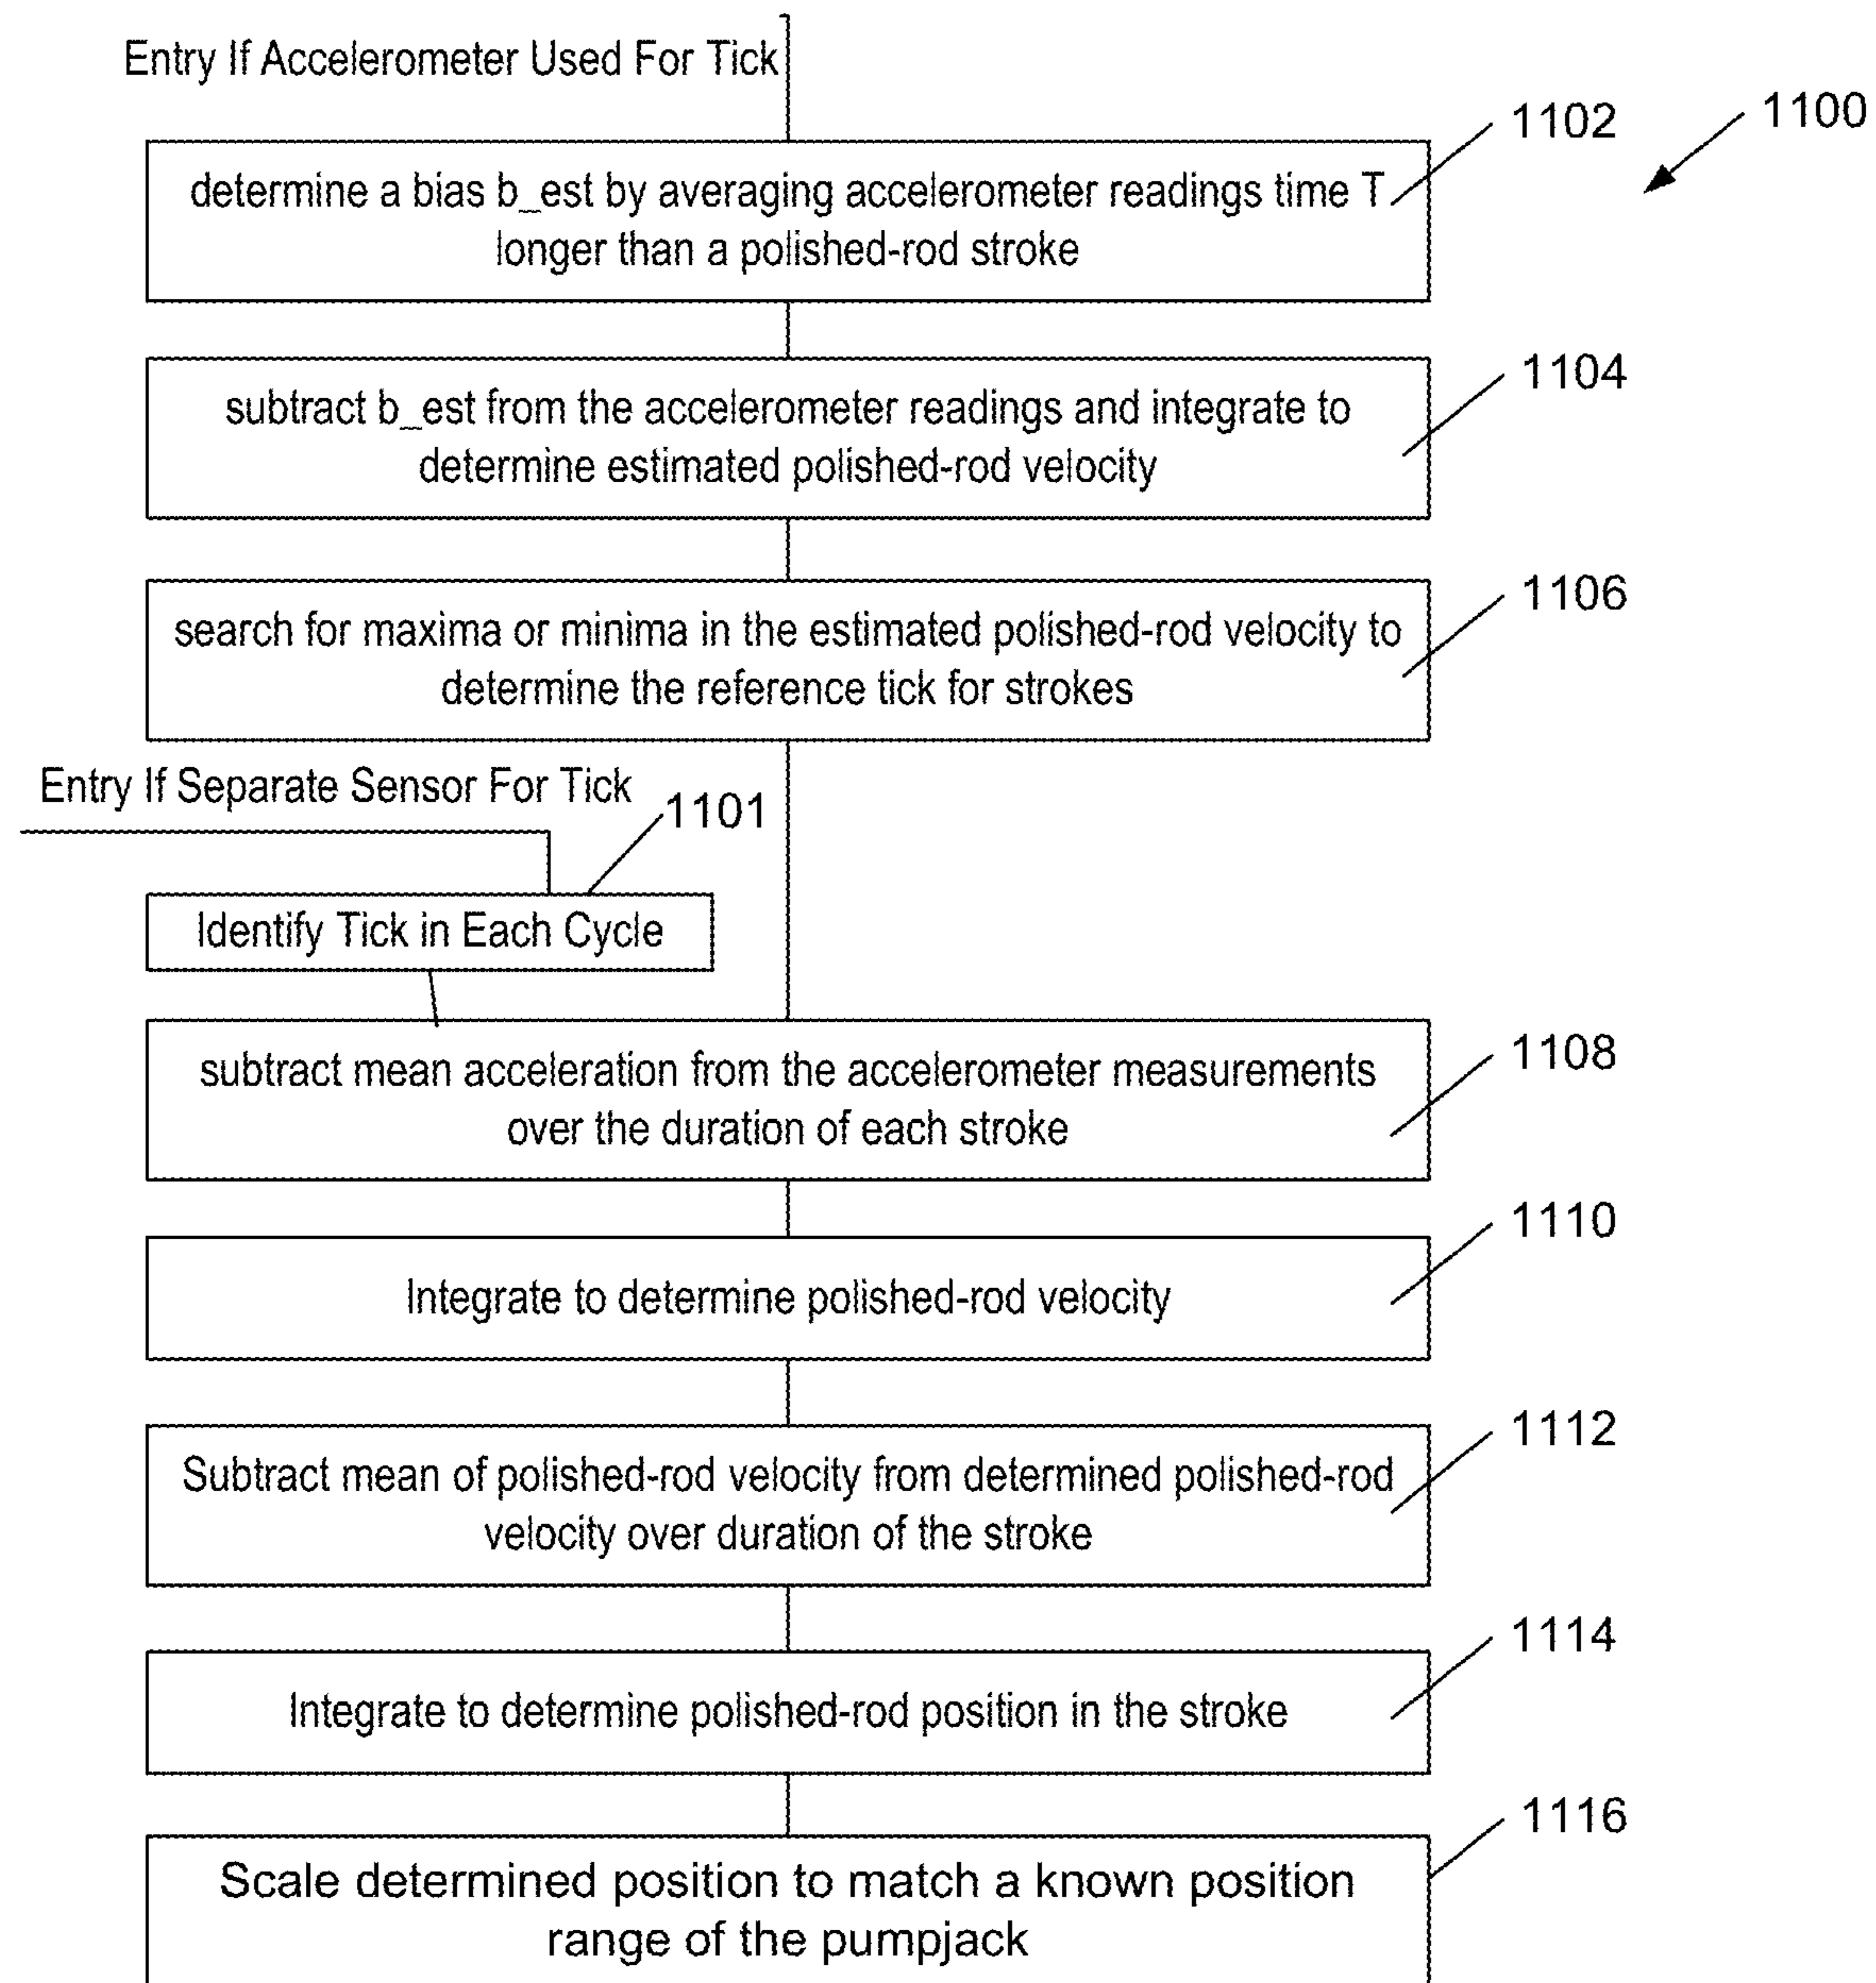 Entry If Accelerometer Used For Tick
1100
1102
determine a bias b_est by averaging accelerometer readings time T
longer than a polished-rod stroke
1104
subtract b_est from the accelerometer readings and integrate to
determine estimated polished-rod velocity
1106
search for maxima or minima in the estimated polished-rod velocity to
determine the reference tick for strokes
Entry If Separate Sensor For Tick
1101
Identify Tick in Each Cycle
1108
subtract mean acceleration from the accelerometer measurements
over the duration of each stroke
1110
Integrate to determine polished-rod velocity
1112
Subtract mean of polished-rod velocity from determined polished-rod
velocity over duration of the stroke
1114
Integrate to determine polished-rod position in the stroke
1116
Scale determined position to match a known position
range of the pumpjack